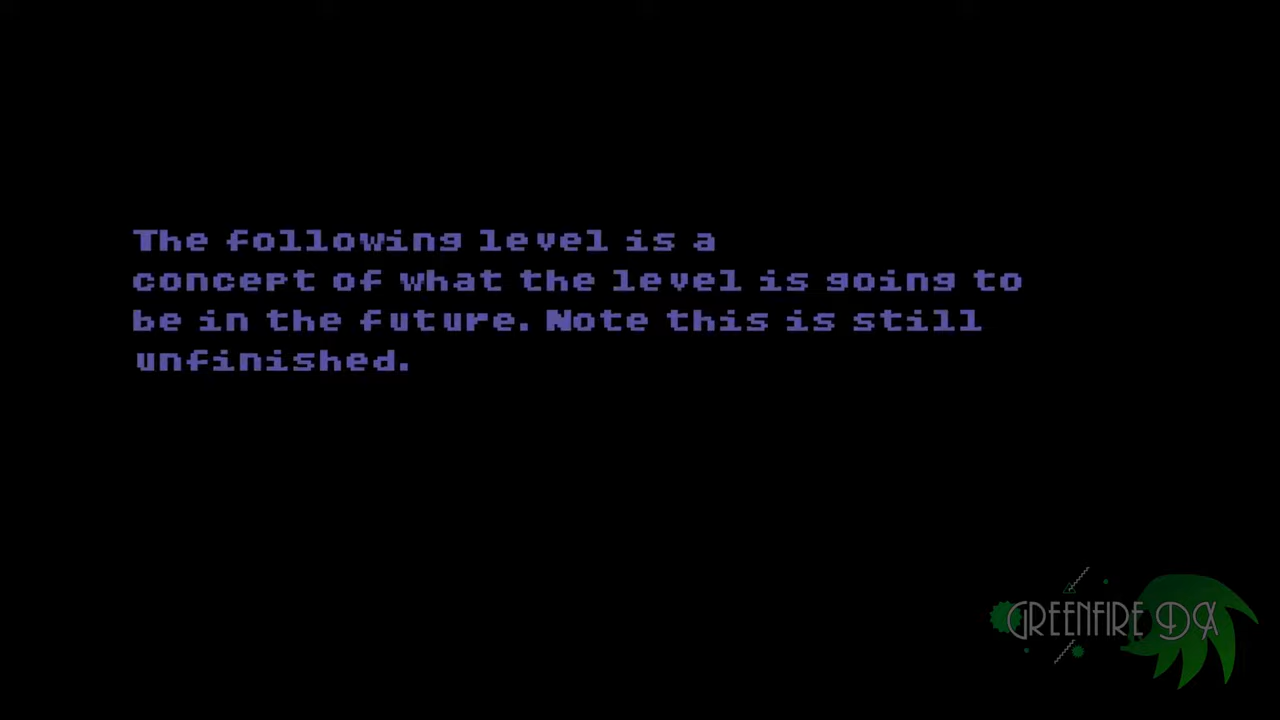 The following level is a
concept of what the level is going to
be in the future. Note this is still
unfinished.
GREENFIRE DX